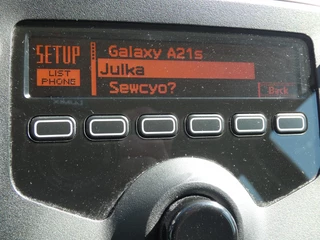 SETUP
LIST
PHONE
Galaxy A21s
Julka
Sewcyo?
Back